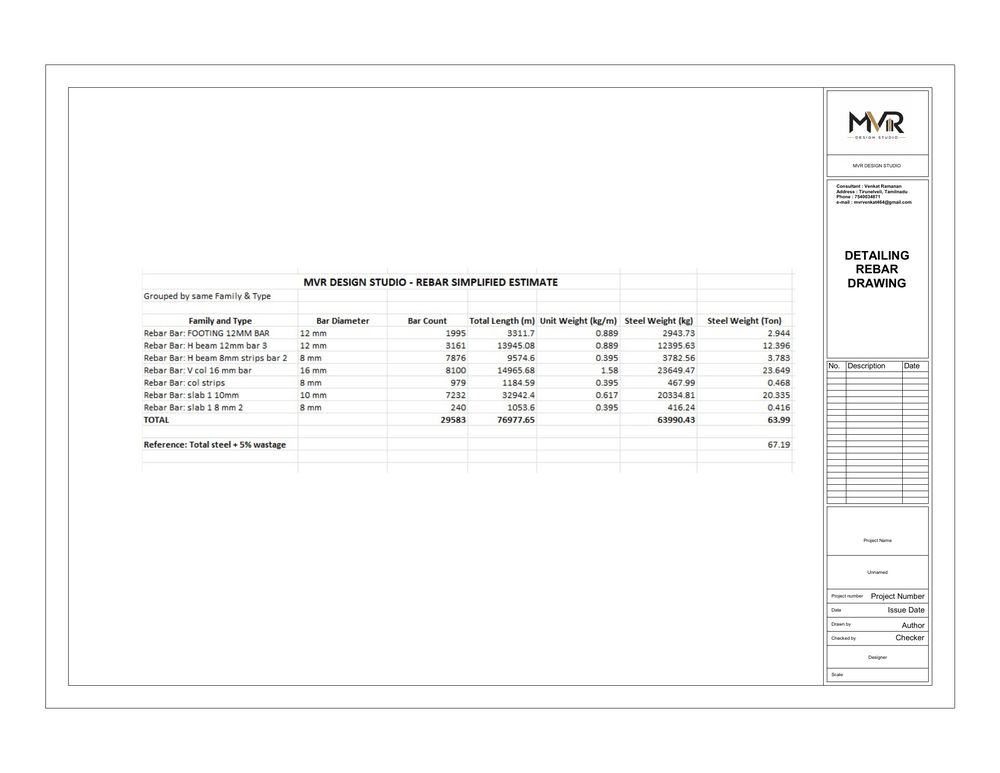 MVR DESIGN STUDIO - REBAR SIMPLIFIED ESTIMATE
Grouped by same Family & Type
Family and Type Bar Diameter Bar Count Total Length (m) Unit Weight (kg/m) Steel Weight (kg) Steel Weight (Ton)
Rebar Bar: FOOTING 12MM BAR 12 mm 1995 3311.7 0.889 2943.73 2.944
Rebar Bar: H beam 12mm bar 3 12 mm 3161 13945.08 0.889 12395.63 12.396
Rebar Bar: H beam 8mm strips bar 2 8 mm 7876 9574.6 0.395 3782.56 3.783
Rebar Bar: V col 16 mm bar 16 mm 8100 14965.68 1.58 23649.47 23.649
Rebar Bar: col strips 8 mm 979 1184.59 0.395 467.99 0.468
Rebar Bar: slab 1 10mm 10 mm 7232 32942.4 0.617 20334.81 20.335
Rebar Bar: slab 1 8 mm 2 8 mm 240 1053.6 0.395 416.24 0.416
TOTAL 29583 76977.65 63990.43 63.99
Reference: Total steel + 5% wastage 67.19
MVR
DESIGN STUDIO
MVR DESIGN STUDIO
Consultant : Venkat Ramanan
Address : Tirunelveli, Tamilnadu
Phone : 7540034671
e-mail : mvrvenkat464@gmail.com
DETAILING
REBAR
DRAWING
No. Description Date
Project Name
Unnamed
Project number Project Number
Date Issue Date
Drawn by Author
Checked by Checker
Designer
Scale